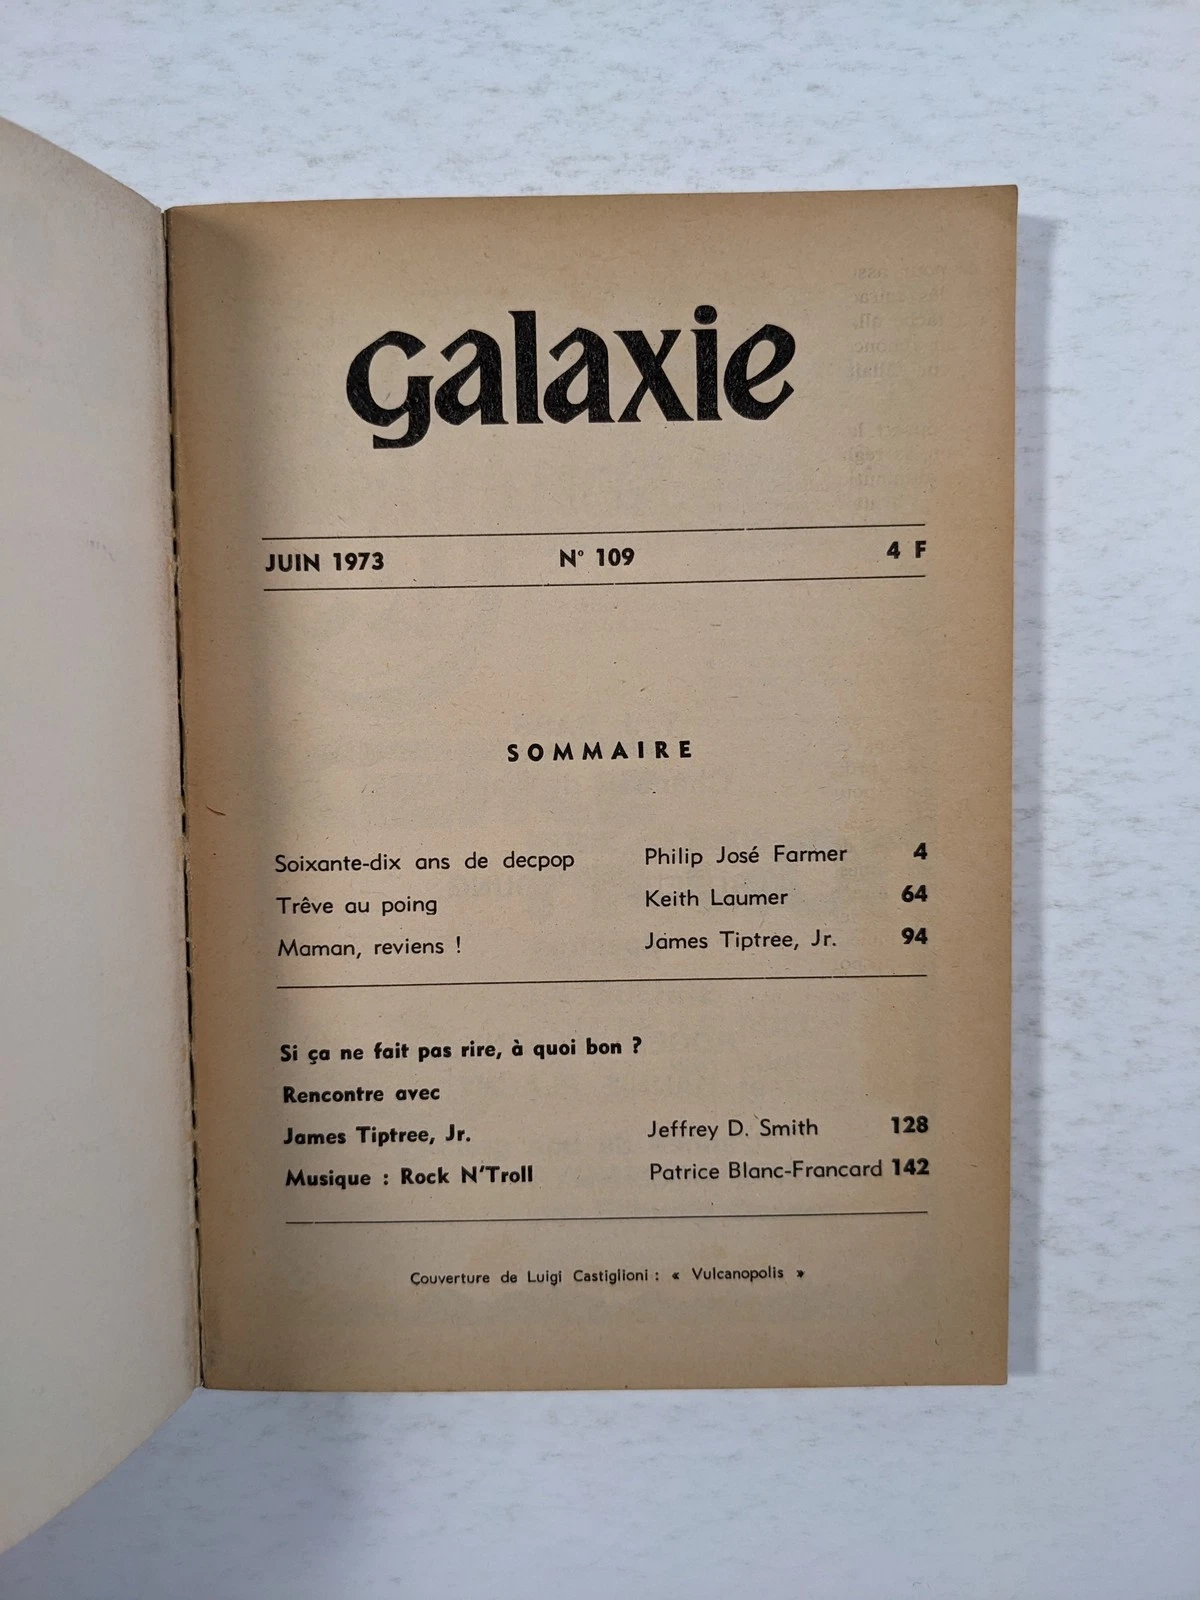 galaxie
JUIN 1973 N° 109 4 F
SOMMAIRE
Soixante-dix ans de decpop Philip José Farmer 4
Trêve au poing Keith Laumer 64
Maman, reviens ! James Tiptree, Jr. 94
Si ça ne fait pas rire, à quoi bon ?
Rencontre avec
James Tiptree, Jr. Jeffrey D. Smith 128
Musique : Rock N'Troll Patrice Blanc-Francard 142
Couverture de Luigi Castiglioni : « Vulcanopolis »